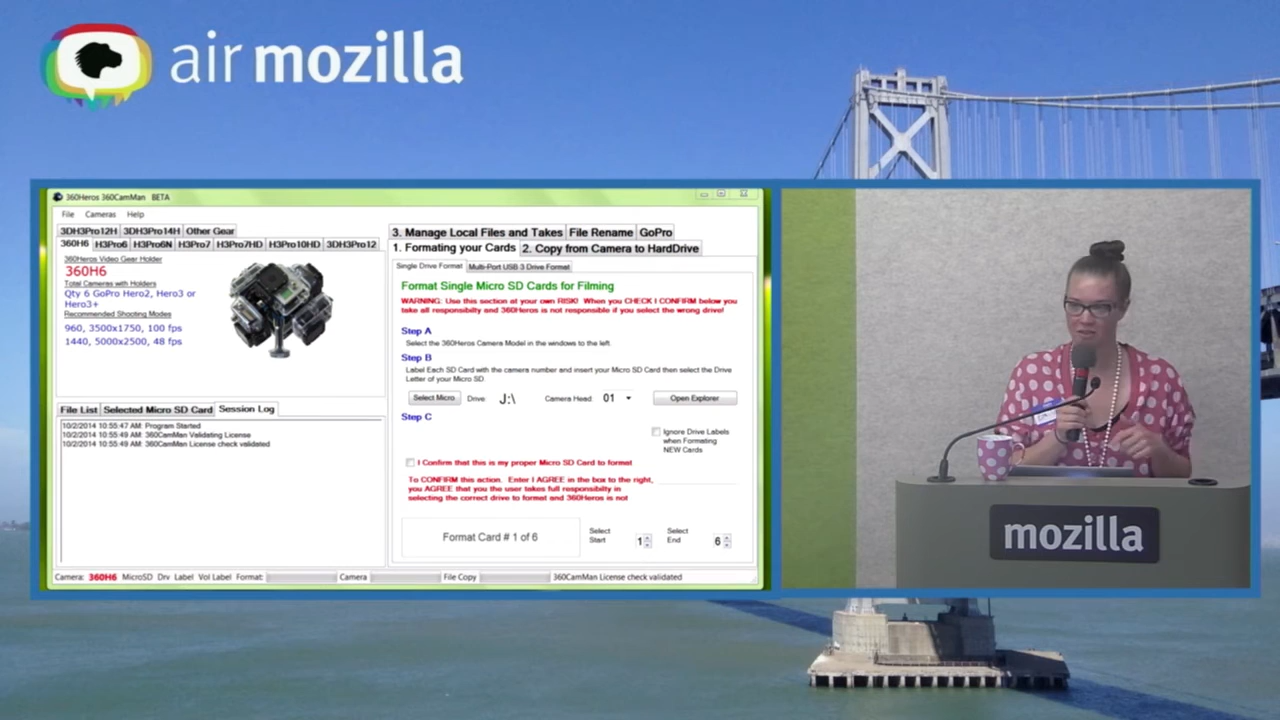 air mozilla
360Heros 360CamMan BETA
File Cameras Help
3DH3Pro12H 3DH3Pro14H Other Gear
360H6 H3Pro6 H3Pro6N H3Pro7 H3Pro7HD H3Pro10HD 3DH3Pro12
360Heros Video Gear Holder
360H6
Total Cameras with Holders
Qty 6 GoPro Hero2, Hero3 or
Hero3+
Recommended Shooting Modes
960, 3500x1750, 100 fps
1440, 5000x2500, 48 fps
File List Selected Micro SD Card Session Log
10/2/2014 10:55:47 AM: Program Started
10/2/2014 10:55:49 AM: 360CamMan Validating License
10/2/2014 10:55:49 AM: 360CamMan License check validated
3. Manage Local Files and Takes File Rename GoPro
1. Formating your Cards 2. Copy from Camera to HardDrive
Single Drive Format Multi-Port USB 3 Drive Format
Format Single Micro SD Cards for Filming
WARNING: Use this section at your own RISK! When you CHECK I CONFIRM below you
take all responsibilty and 360Heros is not responsible if you select the wrong drive!
Step A
Select the 360Heros Camera Model in the windows to the left.
Step B
Label Each SD Card with the camera number and insert your Micro SD Card then select the Drive
Letter of your Micro SD.
Select Micro Drive: J:\ Camera Head: 01 Open Explorer
Step C
Ignore Drive Labels
when Formating
NEW Cards
I Confirm that this is my proper Micro SD Card to format
To CONFIRM this action. Enter I AGREE in the box to the right,
you AGREE that you the user takes full responsibilty in
selecting the correct drive to format and 360Heros is not
Format Card # 1 of 6
Select
Start 1
Select
End 6
Camera: 360H6 MicroSD Drv Label Vol Label Format: Camera File Copy 360CamMan License check validated
mozilla